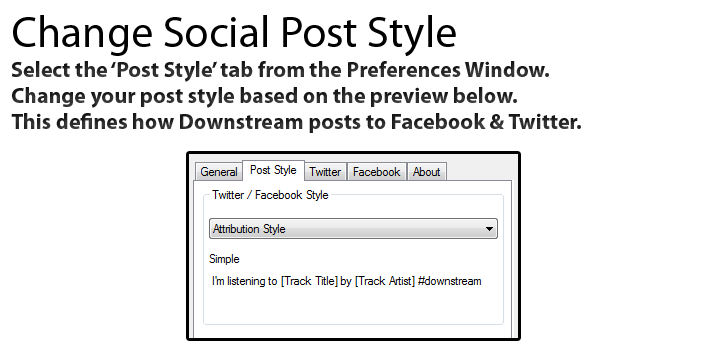 Change Social Post Style
Select the ‘Post Style’ tab from the Preferences Window.
Change your post style based on the preview below.
This defines how Downstream posts to Facebook & Twitter.
General Post Style Twitter Facebook About
Twitter / Facebook Style
Attribution Style
Simple
I'm listening to [Track Title] by [Track Artist] #downstream